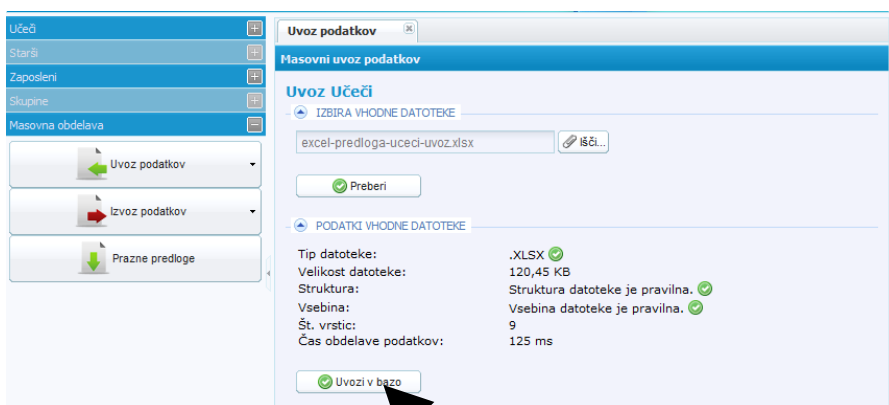 Učeči
Starši
Zaposleni
Skupine
Masovna obdelava
Uvoz podatkov
Izvoz podatkov
Prazne predloge
Uvoz podatkov
Masovni uvoz podatkov
Uvoz Učeči
IZBIRA VHODNE DATOTEKE
excel-predloga-uceci-uvoz.xlsx Išči...
Preberi
PODATKI VHODNE DATOTEKE
Tip datoteke: .XLSX
Velikost datoteke: 120,45 KB
Struktura: Struktura datoteke je pravilna.
Vsebina: Vsebina datoteke je pravilna.
Št. vrstic: 9
Čas obdelave podatkov: 125 ms
Uvozi v bazo